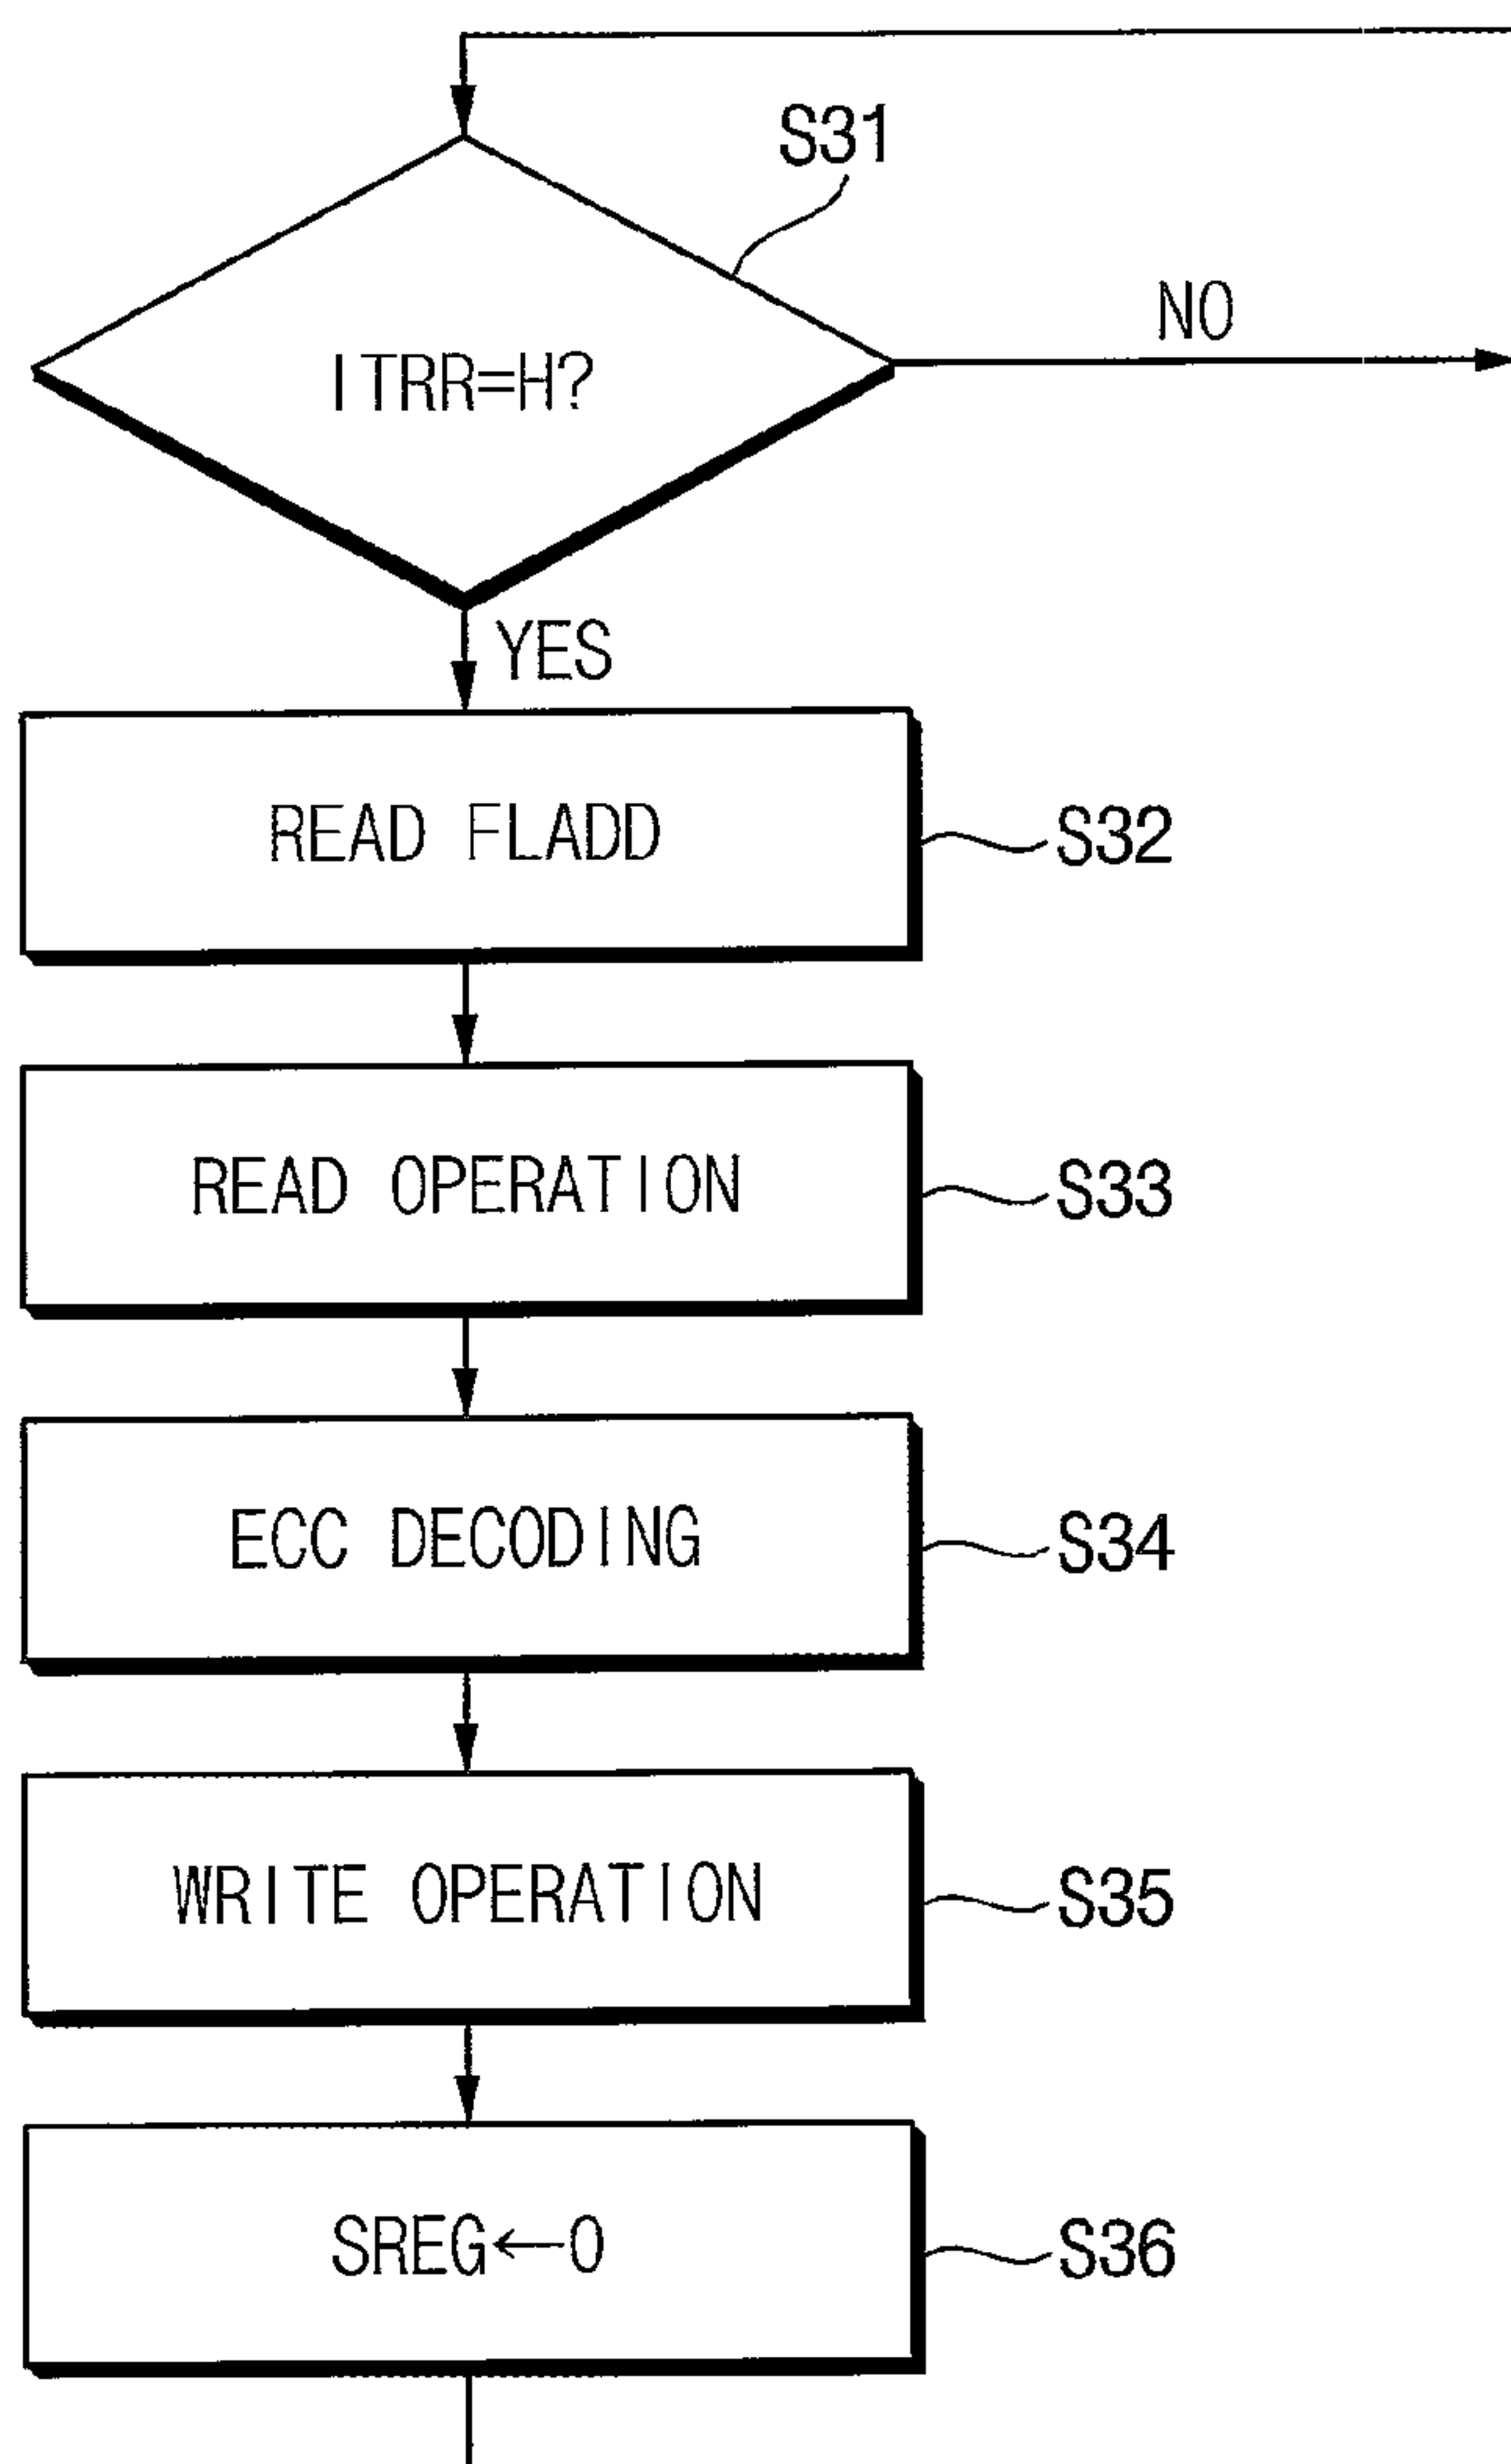 S31
NO
ITRR=H?
YES
READ FLADD
S32
READ OPERATION
S33
ECC DECODING
S34
WRITE OPERATION
S35
SREG←0
S36